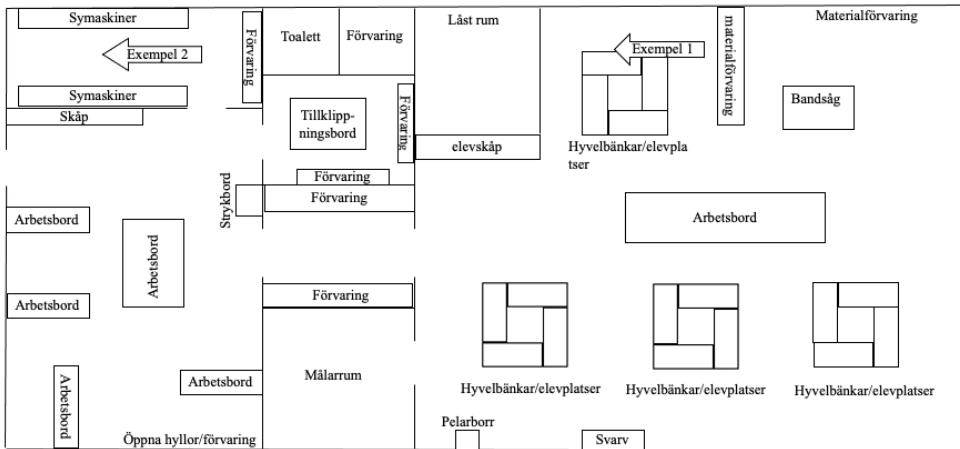 Symaskiner
Exempel 2
Symaskiner
Skåp
Förvaring
Toalett
Förvaring
Låst rum
Exempel 1
materialförvaring
Materialförvaring
Bandsåg
Tillklipp-
ningsbord
Förvaring
elevskåp
Hyvelbänkar/elevpla
tser
Förvaring
Förvaring
Strykbord
Arbetsbord
Arbetsbord
Arbetsbord
Arbetsbord
Förvaring
Arbetsbord
Arbetsbord
Målarrum
Hyvelbänkar/elevplatser
Hyvelbänkar/elevplatser
Hyvelbänkar/elevplatser
Öppna hyllor/förvaring
Pelarborr
Svarv